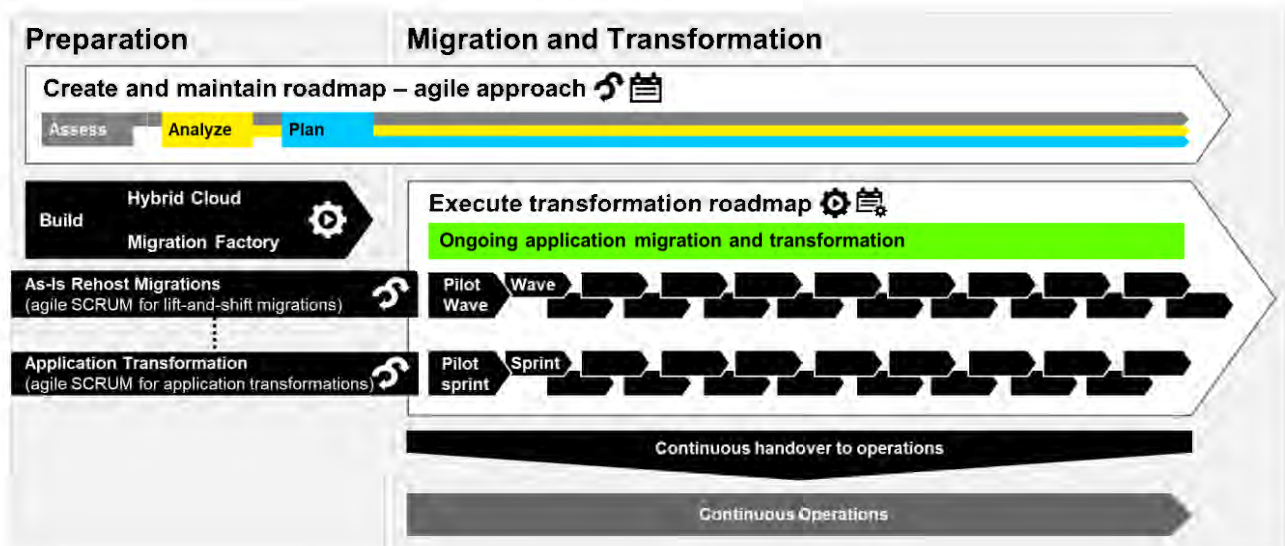 Preparation
Migration and Transformation
Create and maintain roadmap – agile approach
Assess
Analyze
Plan
Build
Hybrid Cloud
Migration Factory
Execute transformation roadmap
Ongoing application migration and transformation
As-Is Rehost Migrations
(agile SCRUM for lift-and-shift migrations)
Pilot
Wave
Wave
Application Transformation
(agile SCRUM for application transformations)
Pilot
sprint
Sprint
Continuous handover to operations
Continuous Operations